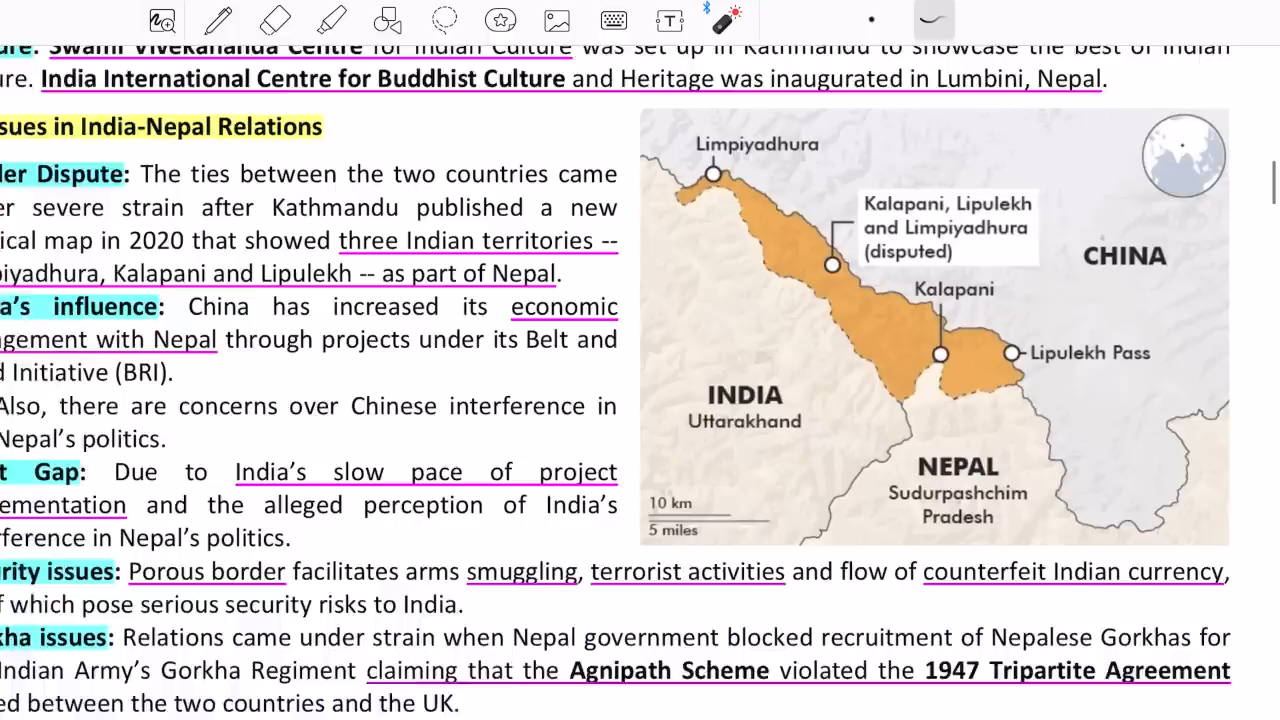 ure. Swami Vivekananda Centre for Indian Culture was set up in Kathmandu to showcase the best of Indian
ure. India International Centre for Buddhist Culture and Heritage was inaugurated in Lumbini, Nepal.
ssues in India-Nepal Relations
er Dispute: The ties between the two countries came
er severe strain after Kathmandu published a new
ical map in 2020 that showed three Indian territories --
piyadhura, Kalapani and Lipulekh -- as part of Nepal.
a’s influence: China has increased its economic
gement with Nepal through projects under its Belt and
d Initiative (BRI).
Also, there are concerns over Chinese interference in
Nepal’s politics.
t Gap: Due to India’s slow pace of project
ementation and the alleged perception of India’s
rference in Nepal’s politics.
Limpiyadhura
Kalapani, Lipulekh
and Limpiyadhura
(disputed)
CHINA
Kalapani
Lipulekh Pass
INDIA
Uttarakhand
NEPAL
Sudurpashchim
Pradesh
10 km
5 miles
rity issues: Porous border facilitates arms smuggling, terrorist activities and flow of counterfeit Indian currency,
f which pose serious security risks to India.
kha issues: Relations came under strain when Nepal government blocked recruitment of Nepalese Gorkhas for
Indian Army’s Gorkha Regiment claiming that the Agnipath Scheme violated the 1947 Tripartite Agreement
ed between the two countries and the UK.
T